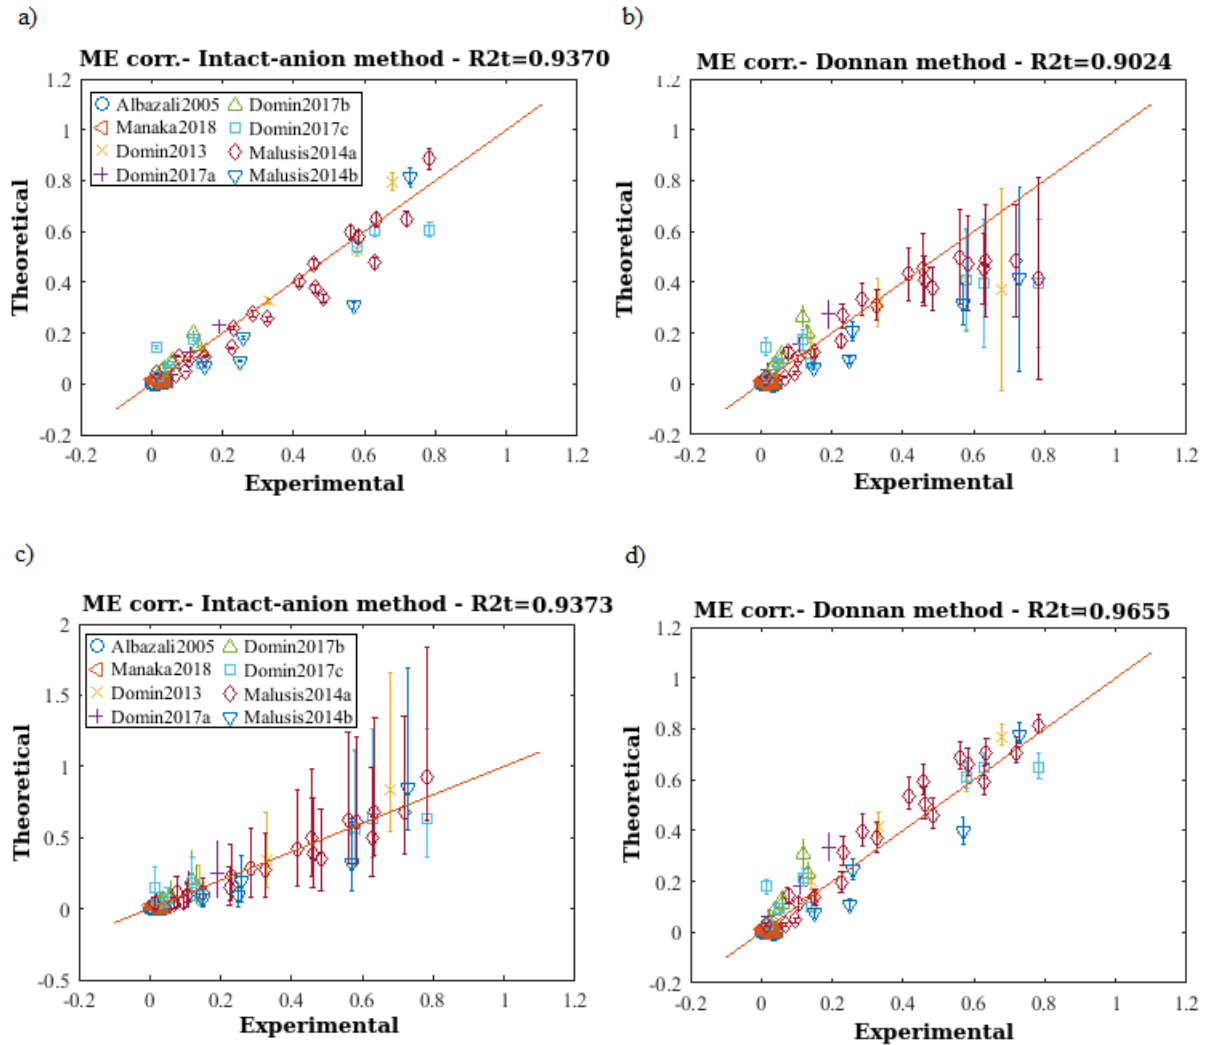 a)
ME corr.- Intact-anion method - R2t=0.9370
1.2
1
0.8
0.6
0.4
0.2
0
-0.2
Theoretical
Albazali2005 Domin2017b
Manaka2018 Domin2017c
Domin2013 Malusis2014a
Domin2017a Malusis2014b
-0.2 0 0.2 0.4 0.6 0.8 1 1.2
Experimental
b)
ME corr.- Donnan method - R2t=0.9024
1.2
1
0.8
0.6
0.4
0.2
0
-0.2
Theoretical
-0.2 0 0.2 0.4 0.6 0.8 1 1.2
Experimental
c)
ME corr.- Intact-anion method - R2t=0.9373
2
1.5
1
0.5
0
-0.5
Theoretical
Albazali2005 Domin2017b
Manaka2018 Domin2017c
Domin2013 Malusis2014a
Domin2017a Malusis2014b
-0.2 0 0.2 0.4 0.6 0.8 1 1.2
Experimental
d)
ME corr.- Donnan method - R2t=0.9655
1.2
1
0.8
0.6
0.4
0.2
0
-0.2
Theoretical
-0.2 0 0.2 0.4 0.6 0.8 1 1.2
Experimental